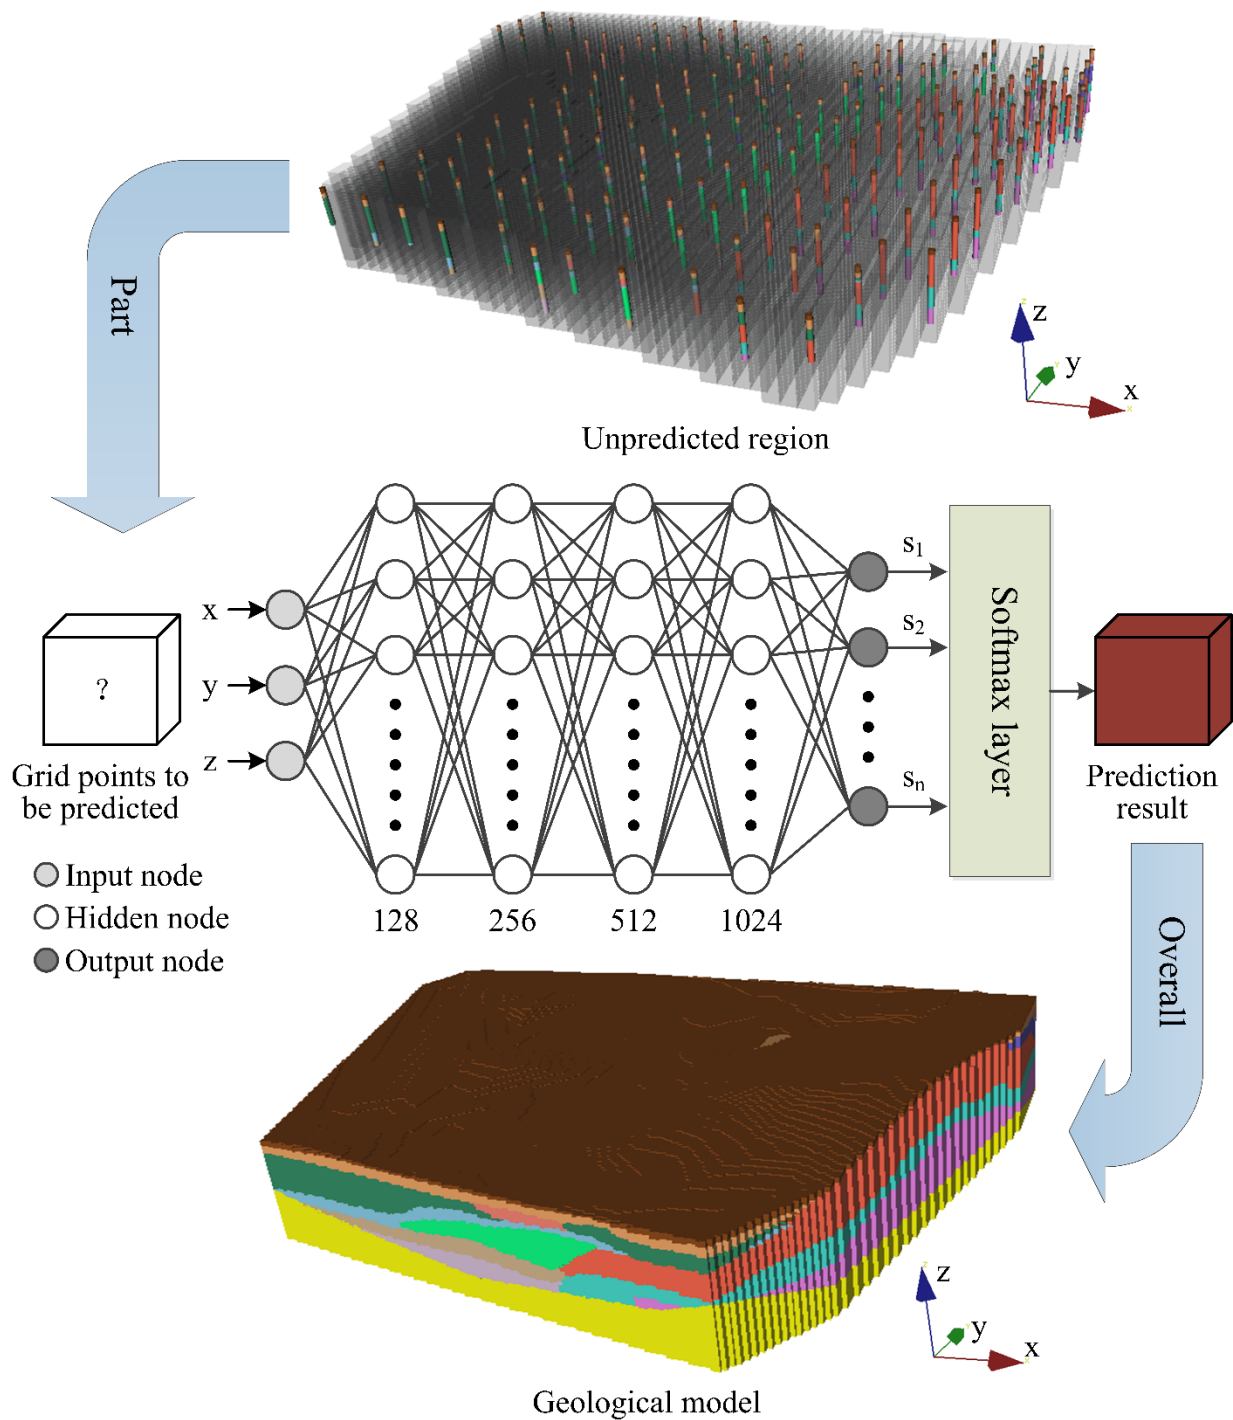 Part
z
y
x
Unpredicted region
x
y
z
?
Grid points to
be predicted
s1
s2
sn
Softmax layer
Prediction
result
Input node
Hidden node
Output node
128
256
512
1024
Overall
z
y
x
Geological model